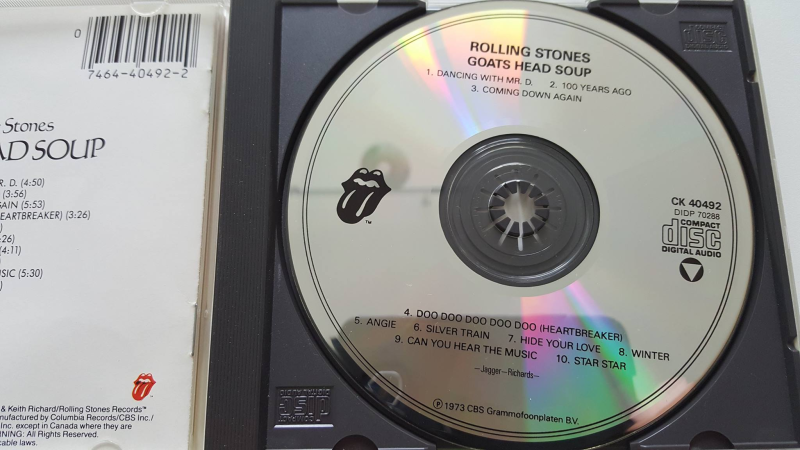 0
7464-40492-2
Stones
AD SOUP
R. D. (4:50)
(3:56)
AIN (5:53)
HEARTBREAKER) (3:26)
:26)
(4:11)
USIC (5:30)
& Keith Richard/Rolling Stones Records™
nufactured by Columbia Records/CBS Inc./
Inc. except in Canada where they are
NING: All Rights Reserved.
cable laws.
ROLLING STONES
GOATS HEAD SOUP
1. DANCING WITH MR. D. 2. 100 YEARS AGO
3. COMING DOWN AGAIN
TM
CK 40492
DIDP 70288
COMPACT
disc
DIGITAL AUDIO
4. DOO DOO DOO DOO DOO (HEARTBREAKER)
5. ANGIE 6. SILVER TRAIN 7. HIDE YOUR LOVE 8. WINTER
9. CAN YOU HEAR THE MUSIC 10. STAR STAR
—Jagger—Richards—
℗ 1973 CBS Grammofoonplaten B.V.